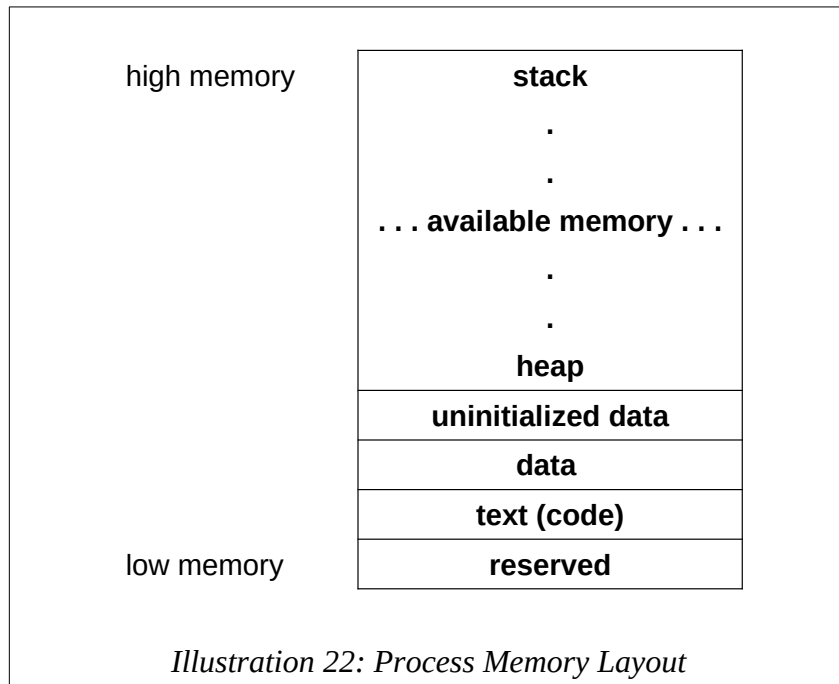 high memory
stack
.
.
. . . available memory . . .
.
.
heap
uninitialized data
data
text (code)
low memory
reserved
Illustration 22: Process Memory Layout